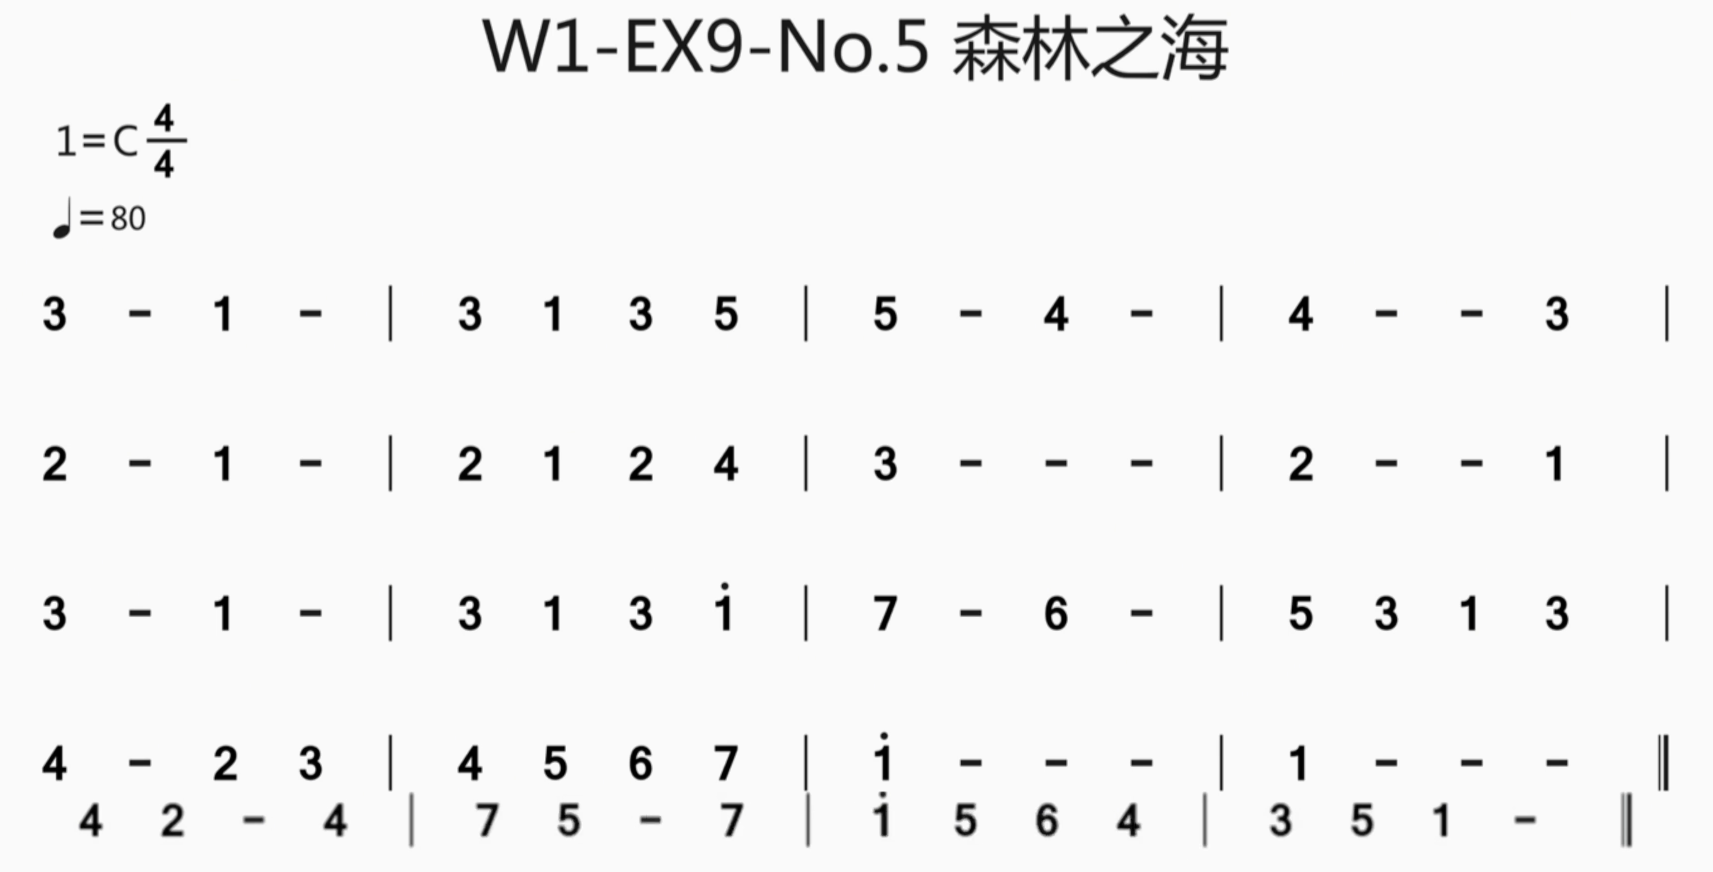 W1-EX9-No.5 森林之海
1=C 4/4
♩=80
3 - 1 - | 3 1 3 5 | 5 - 4 - | 4 - - 3 |
2 - 1 - | 2 1 2 4 | 3 - - - | 2 - - 1 |
3 - 1 - | 3 1 3 1̇ | 7 - 6 - | 5 3 1 3 |
4 - 2 3 | 4 5 6 7 | 1̇ - - - | 1 - - - ‖
4 2 - 4 | 7 5 - 7 | 1̇ 5 6 4 | 3 5 1 - ‖